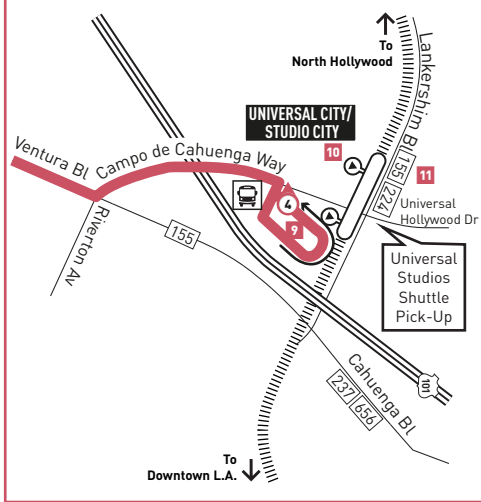 To
North Hollywood
Lankershim Bl
UNIVERSAL CITY/
STUDIO CITY
10
155
224
11
Ventura Bl
Campo de Cahuenga Way
4
9
Universal
Hollywood Dr
Riverton Av
155
Universal
Studios
Shuttle
Pick-Up
Cahuenga Bl
237
656
101
To
Downtown L.A.